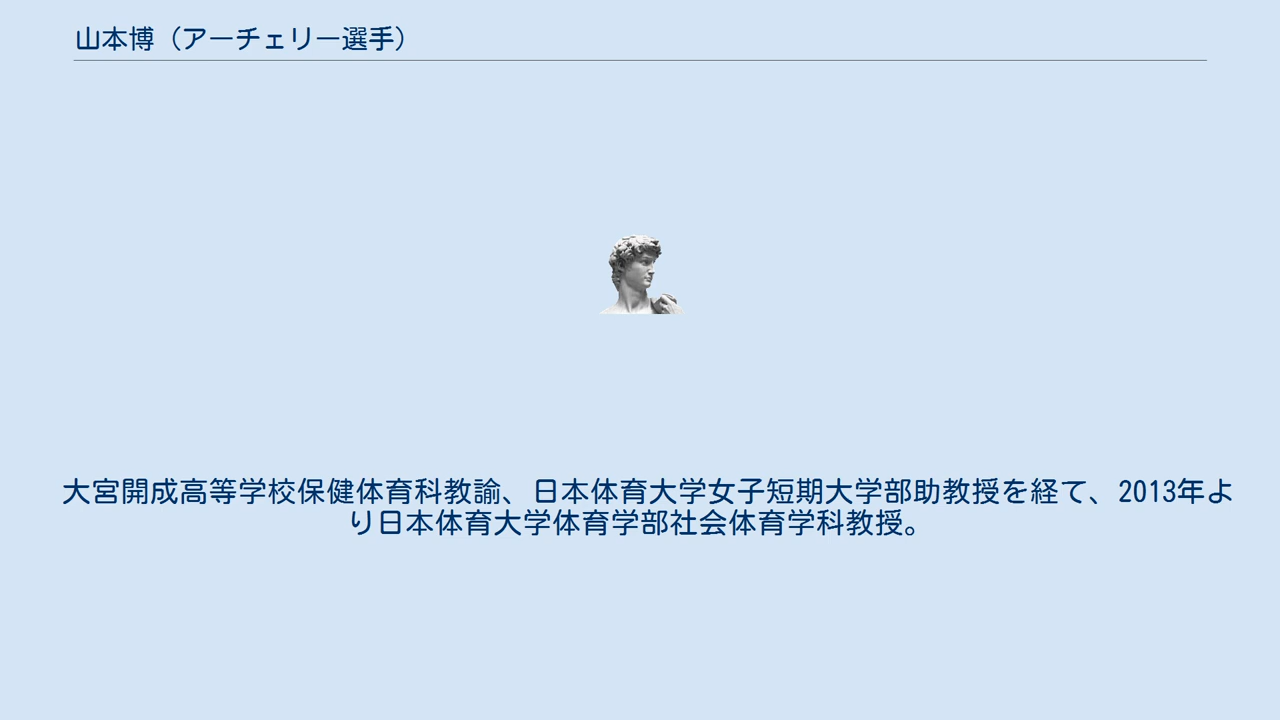 山本博（アーチェリー選手）
大宮開成高等学校保健体育科教諭、日本体育大学女子短期大学部助教授を経て、2013年よ
り日本体育大学体育学部社会体育学科教授。